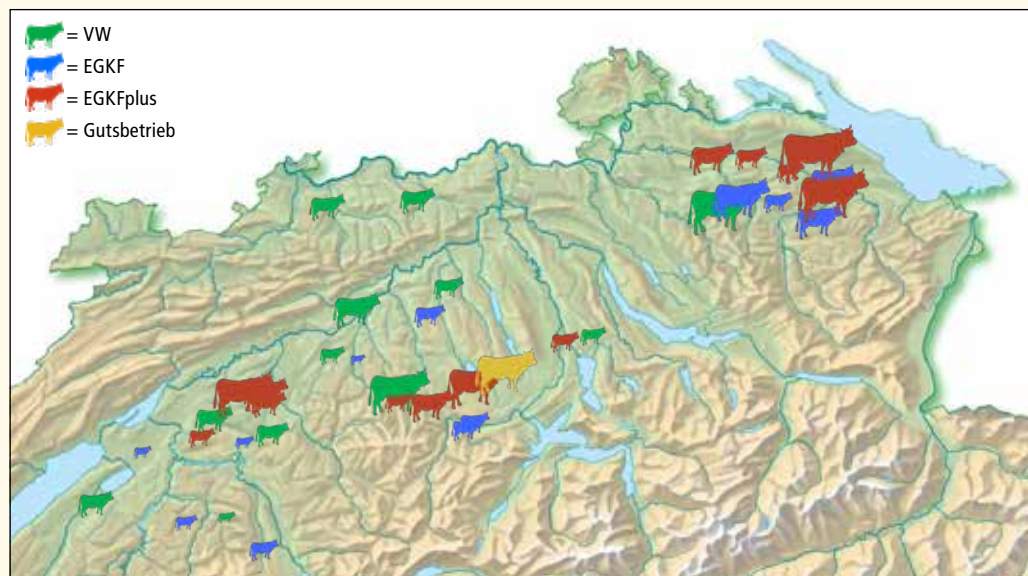 = VW
= EGKF
= EGKFplus
= Gutsbetrieb